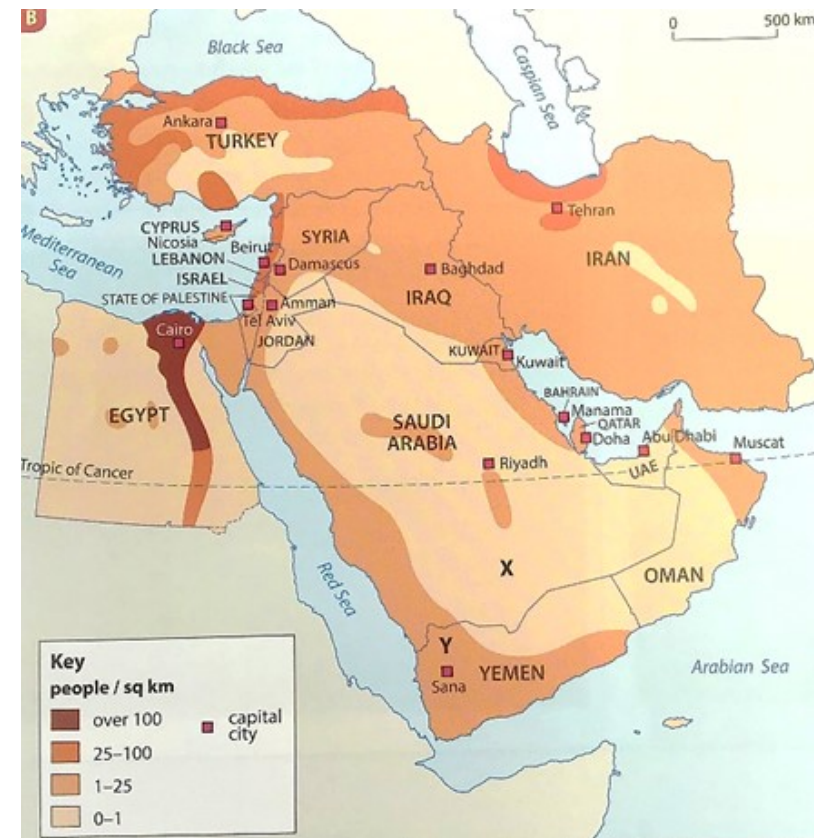 B
Black Sea
Caspian Sea
0 500 km
Ankara
TURKEY
Tehran
CYPRUS
Nicosia
SYRIA
Mediterranean
Sea
Beirut
LEBANON
Damascus
ISRAEL
Baghdad
IRAN
STATE OF PALESTINE
Amman
IRAQ
Tel Aviv
Cairo
JORDAN
KUWAIT
Kuwait
BAHRAIN
Manama
EGYPT
SAUDI
ARABIA
QATAR
Doha
Abu Dhabi
Muscat
Riyadh
UAE
Tropic of Cancer
X
OMAN
Red Sea
Y
YEMEN
Sana
Arabian Sea
Key
people / sq km
over 100
capital
city
25–100
1–25
0–1